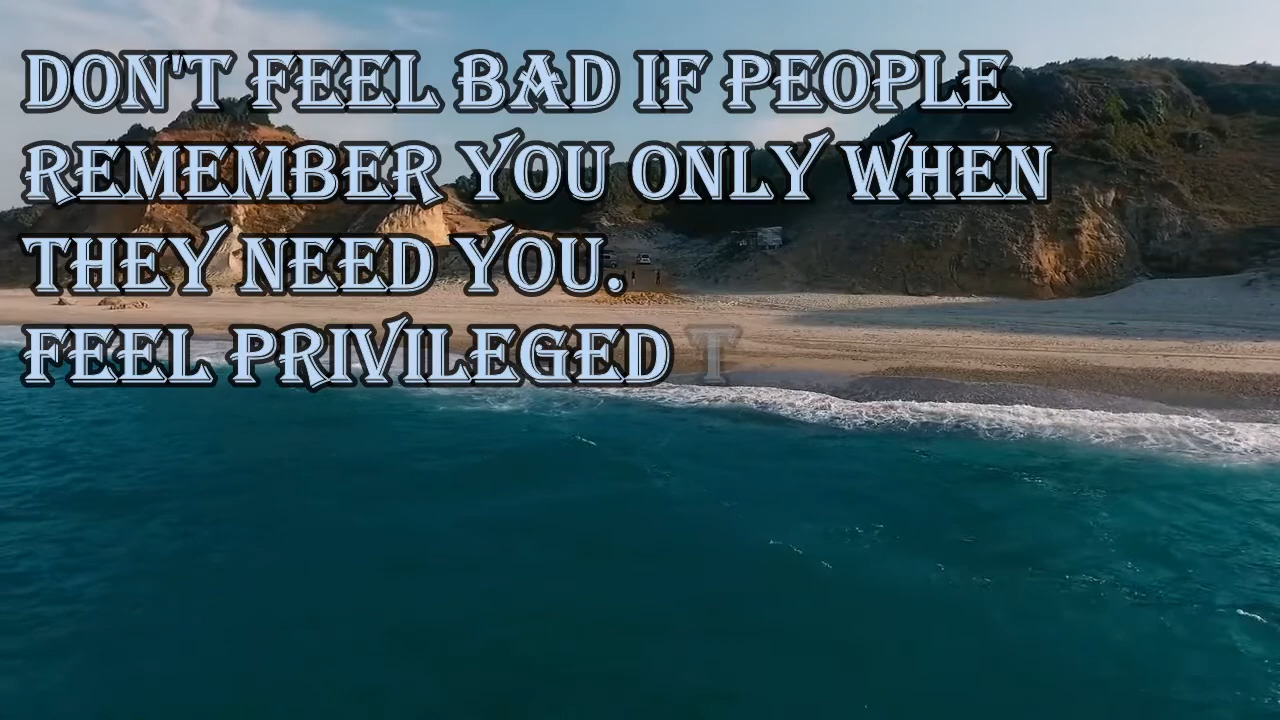 DON'T FEEL BAD IF PEOPLE
REMEMBER YOU ONLY WHEN
THEY NEED YOU.
FEEL PRIVILEGED T